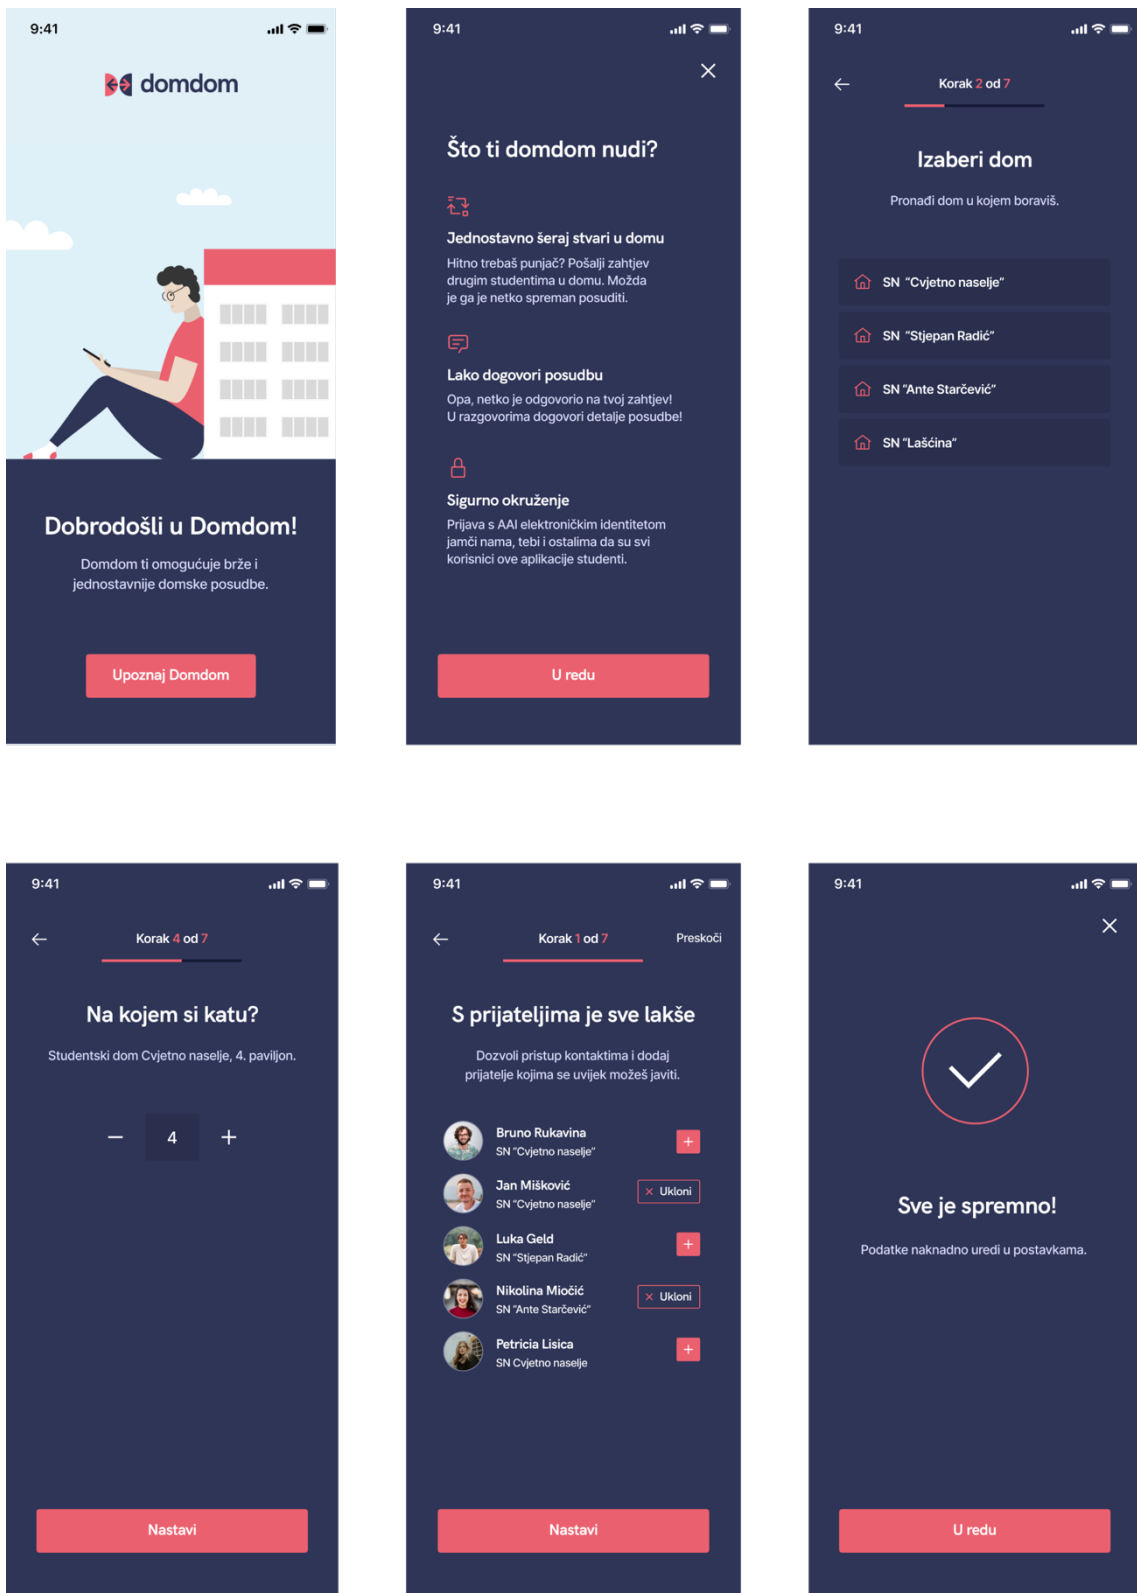 9:41
domdom
Dobrodošli u Domdom!
Domdom ti omogućuje brže i
jednostavnije domske posudbe.
Upoznaj Domdom
9:41
Što ti domdom nudi?
Jednostavno šeraj stvari u domu
Hitno trebaš punjač? Pošalji zahtjev
drugim studentima u domu. Možda
je ga je netko spreman posuditi.
Lako dogovori posudbu
Opa, netko je odgovorio na tvoj zahtjev!
U razgovorima dogovori detalje posudbe!
Sigurno okruženje
Prijava s AAI elektroničkim identitetom
jamči nama, tebi i ostalima da su svi
korisnici ove aplikacije studenti.
U redu
9:41
Korak 2 od 7
Izaberi dom
Pronađi dom u kojem boraviš.
SN “Cvjetno naselje“
SN “Stjepan Radić“
SN “Ante Starčević“
SN “Lašćina“
9:41
Korak 4 od 7
Na kojem si katu?
Studentski dom Cvjetno naselje, 4. paviljon.
− 4 +
Nastavi
9:41
Korak 1 od 7 Preskoči
S prijateljima je sve lakše
Dozvoli pristup kontaktima i dodaj
prijatelje kojima se uvijek možeš javiti.
Bruno Rukavina
SN “Cvjetno naselje“
+
Jan Mišković
SN “Cvjetno naselje“
× Ukloni
Luka Geld
SN “Stjepan Radić“
+
Nikolina Miočić
SN “Ante Starčević“
× Ukloni
Petricia Lisica
SN Cvjetno naselje
+
Nastavi
9:41
Sve je spremno!
Podatke naknadno uredi u postavkama.
U redu